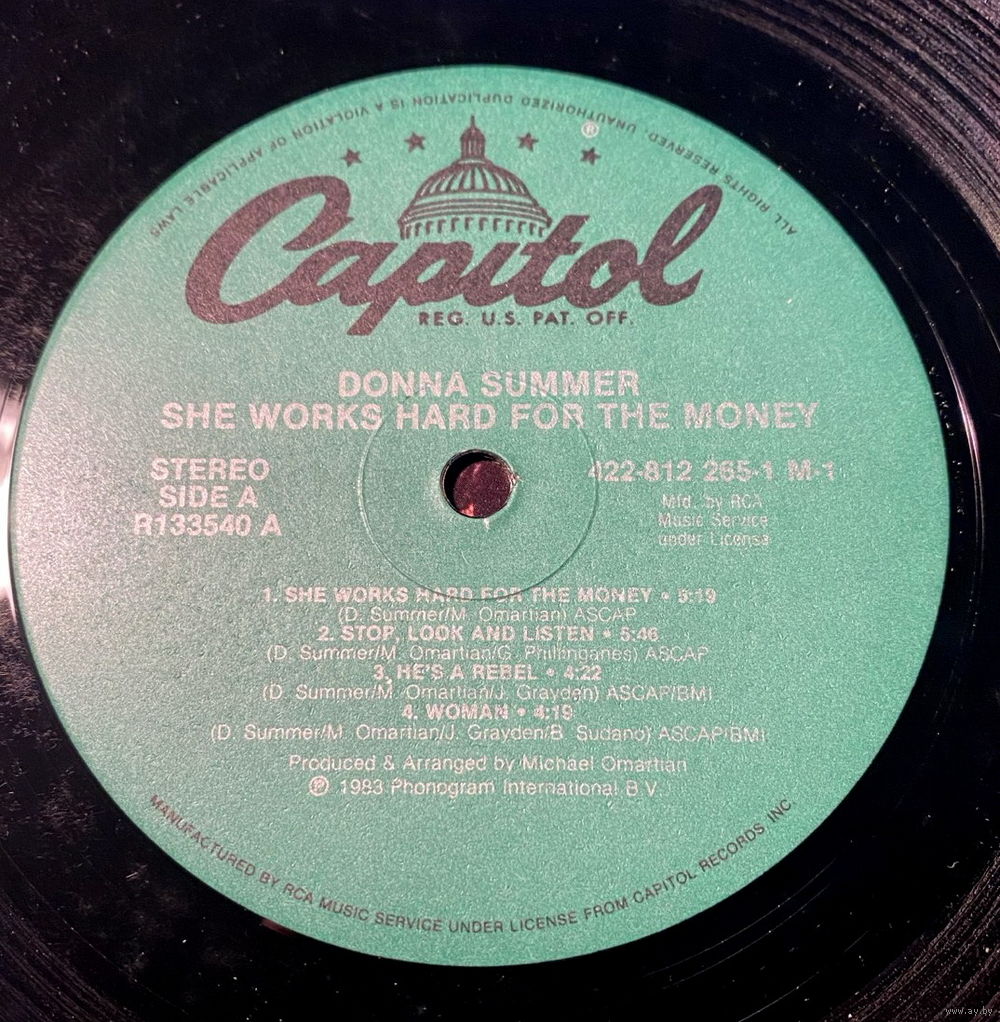 ALL RIGHTS RESERVED. UNAUTHORIZED DUPLICATION IS A VIOLATION OF APPLICABLE LAWS
Capitol®
REG. U.S. PAT. OFF.
DONNA SUMMER
SHE WORKS HARD FOR THE MONEY
STEREO
SIDE A
R133540 A
422-812 265-1 M-1
Mfd. by RCA
Music Service
under License
1. SHE WORKS HARD FOR THE MONEY • 5:19
(D. Summer/M. Omartian) ASCAP
2. STOP, LOOK AND LISTEN • 5:46
(D. Summer/M. Omartian/G. Phillinganes) ASCAP
3. HE'S A REBEL • 4:22
(D. Summer/M. Omartian/J. Grayden) ASCAP/BMI
4. WOMAN • 4:19
(D. Summer/M. Omartian/J. Grayden/B. Sudano) ASCAP/BMI
Produced & Arranged by Michael Omartian
℗ 1983 Phonogram International B.V.
MANUFACTURED BY RCA MUSIC SERVICE UNDER LICENSE FROM CAPITOL RECORDS, INC.
www.ay.by